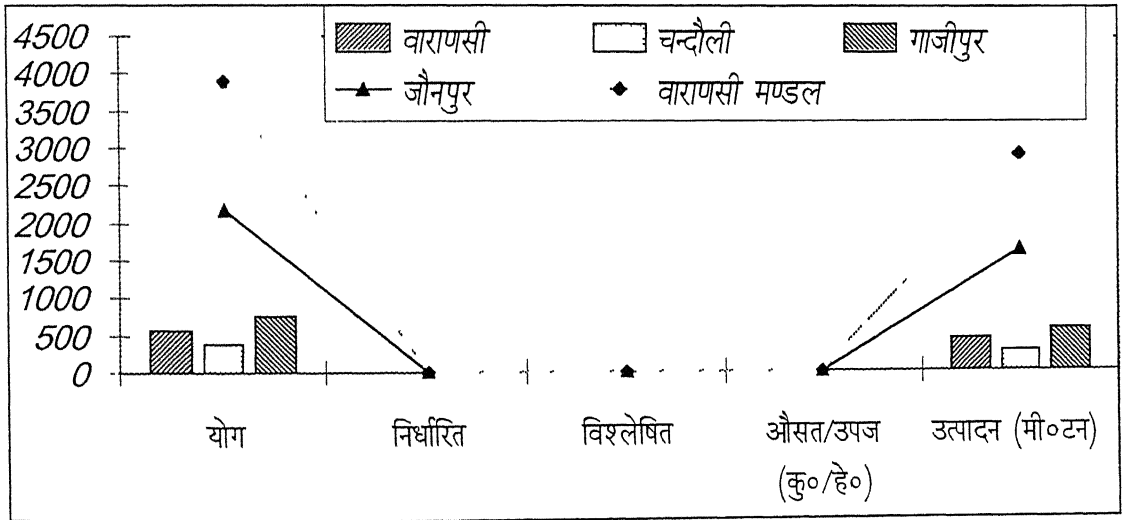 4500
4000
3500
3000
2500
2000
1500
1000
500
0
वाराणसी चन्दौली गाजीपुर
जौनपुर वाराणसी मण्डल
योग निर्धारित विश्लेषित औसत/उपज उत्पादन (मी०टन)
(कु०/हे०)